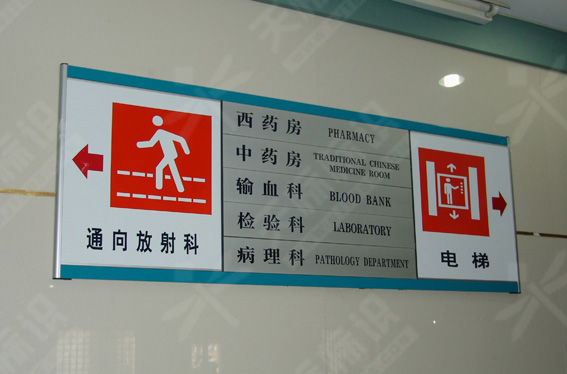 西药房 PHARMACY
中药房 TRADITIONAL CHINESE
MEDICINE ROOM
输血科 BLOOD BANK
检验科 LABORATORY
病理科 PATHOLOGY DEPARTMENT
通向放射科
电梯